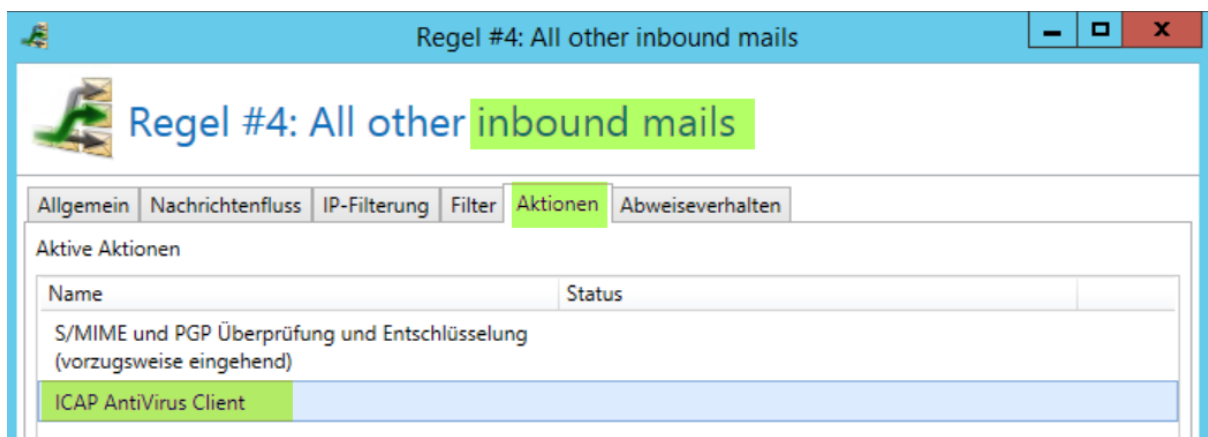 Regel #4: All other inbound mails
Regel #4: All other inbound mails
Allgemein Nachrichtenfluss IP-Filterung Filter Aktionen Abweiseverhalten
Aktive Aktionen
Name Status
S/MIME und PGP Überprüfung und Entschlüsselung
(vorzugsweise eingehend)
ICAP AntiVirus Client